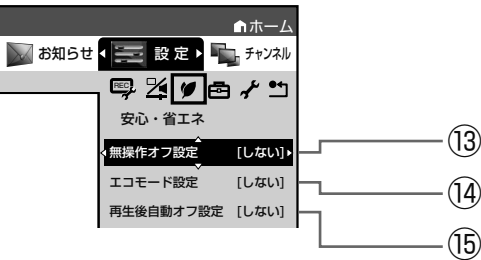 ホーム
お知らせ 設定 チャンネル
REC
安心・省エネ
無操作オフ設定 [しない] ⑬
エコモード設定 [しない] ⑭
再生後自動オフ設定 [しない] ⑮